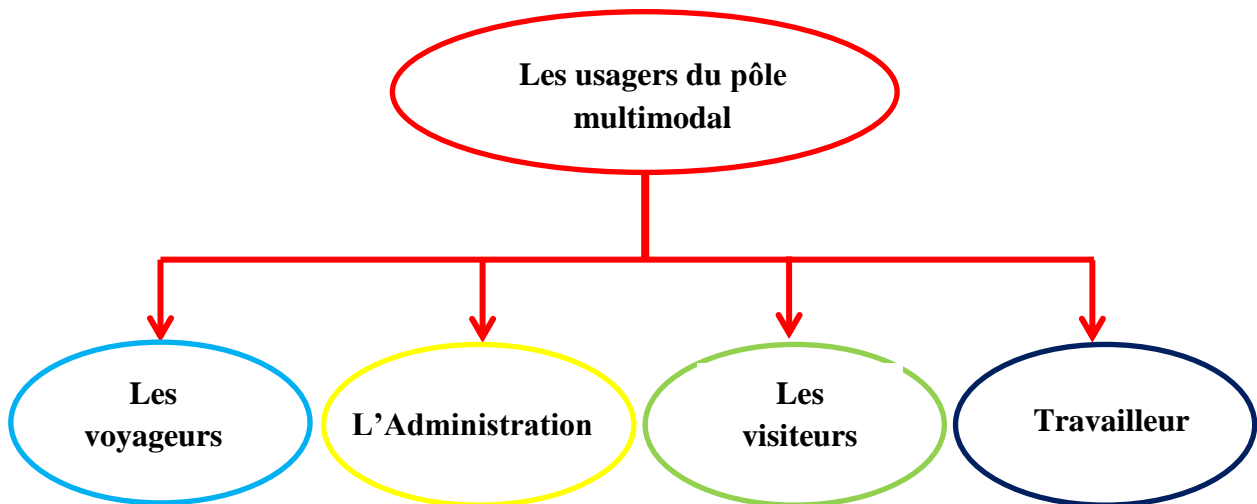 Les usagers du pôle
multimodal
Les
voyageurs
L’Administration
Les
visiteurs
Travailleur